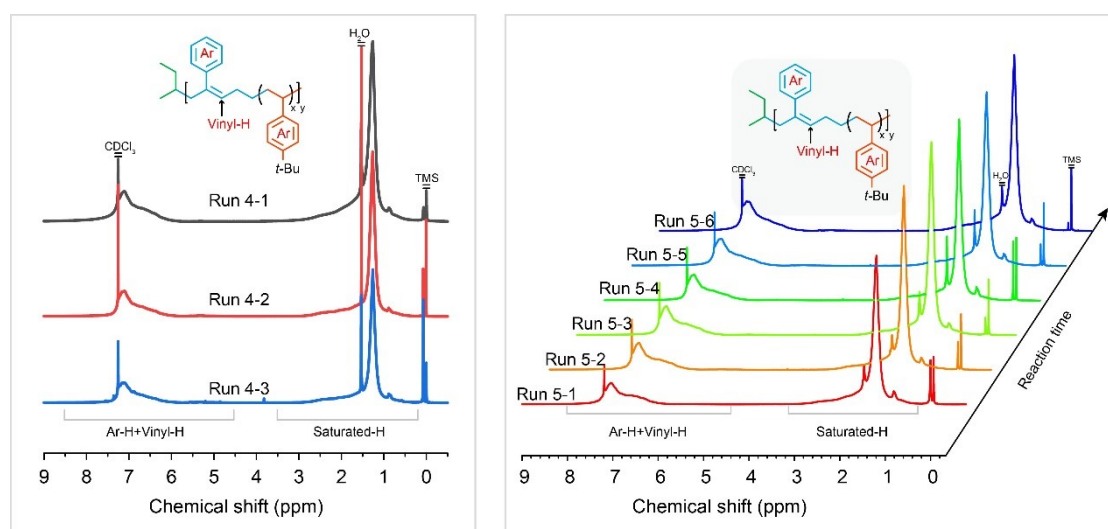 H₂O
Ar
x y
Vinyl-H
Ar
t-Bu
CDCl₃
TMS
Run 4-1
Run 4-2
Run 4-3
Ar-H+Vinyl-H
Saturated-H
9 8 7 6 5 4 3 2 1 0
Chemical shift (ppm)
Ar
x y
Vinyl-H
Ar
t-Bu
CDCl₃
H₂O
TMS
Run 5-6
Run 5-5
Run 5-4
Run 5-3
Run 5-2
Run 5-1
Reaction time
Ar-H+Vinyl-H
Saturated-H
9 8 7 6 5 4 3 2 1 0
Chemical shift (ppm)